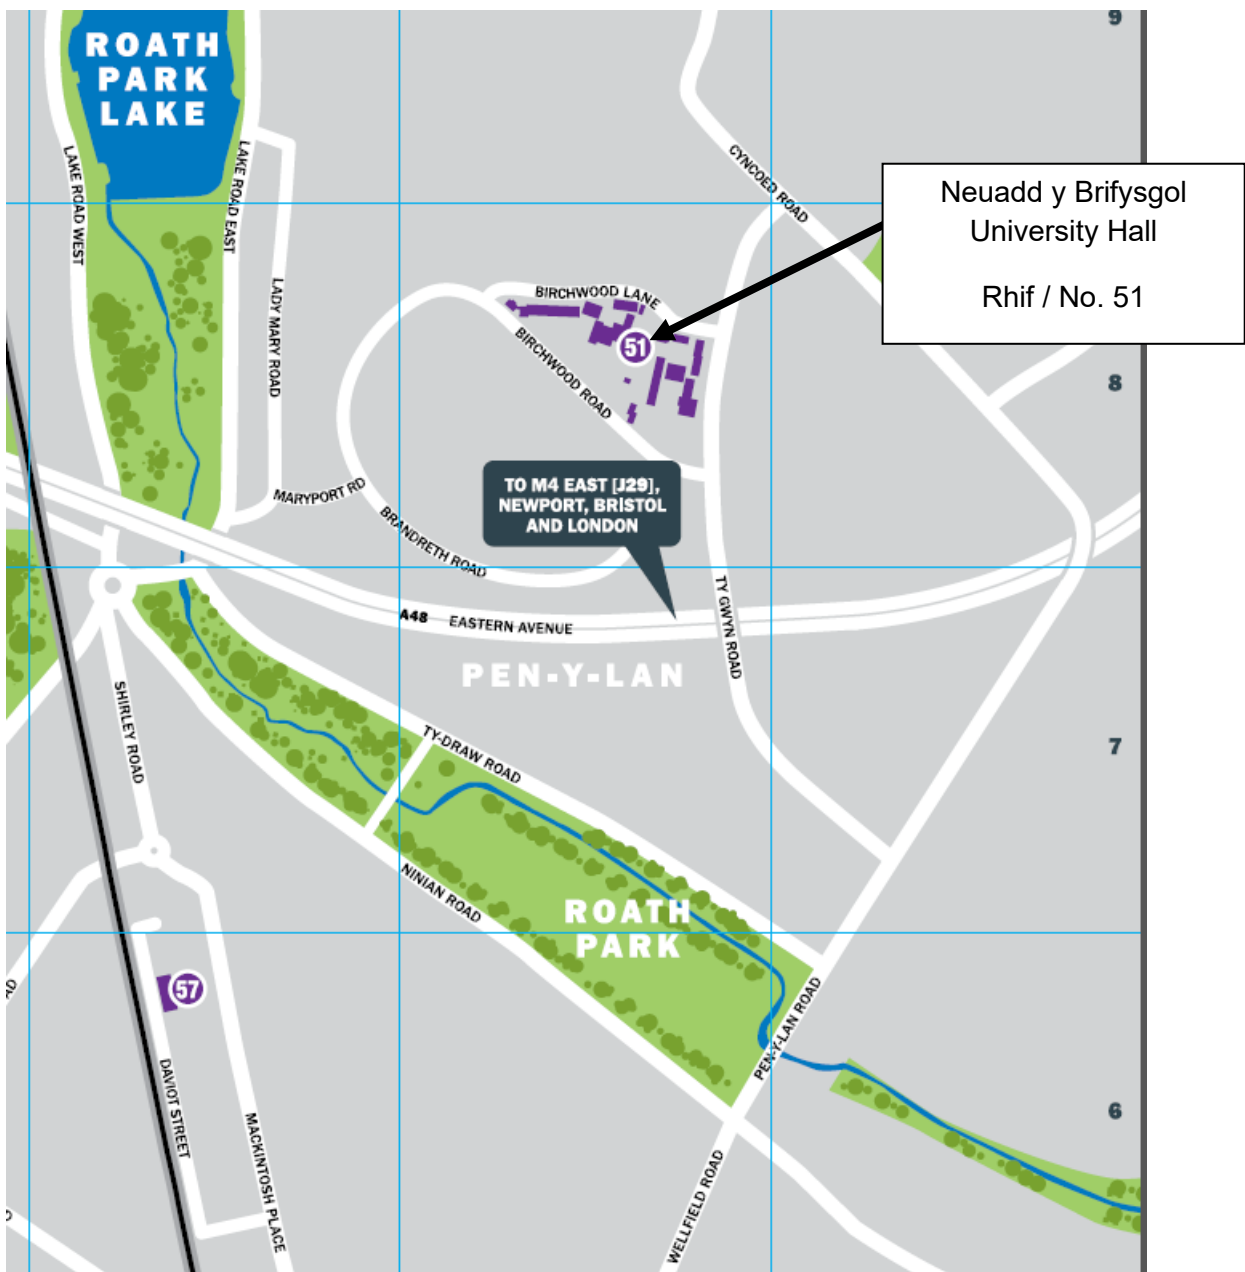 9
ROATH
PARK
LAKE
CYNCOED ROAD
LAKE ROAD WEST
LAKE ROAD EAST
Neuadd y Brifysgol
University Hall
Rhif / No. 51
LADY MARY ROAD
BIRCHWOOD LANE
51
BIRCHWOOD ROAD
8
MARYPORT RD
TO M4 EAST [J29],
NEWPORT, BRISTOL
AND LONDON
BRANDRETH ROAD
A48 EASTERN AVENUE
TY GWYN ROAD
PEN-Y-LAN
SHIRLEY ROAD
TY-DRAW ROAD
7
NINIAN ROAD
ROATH
PARK
57
PEN-Y-LAN ROAD
DAVIOT STREET
MACKINTOSH PLACE
6
WELLFIELD ROAD